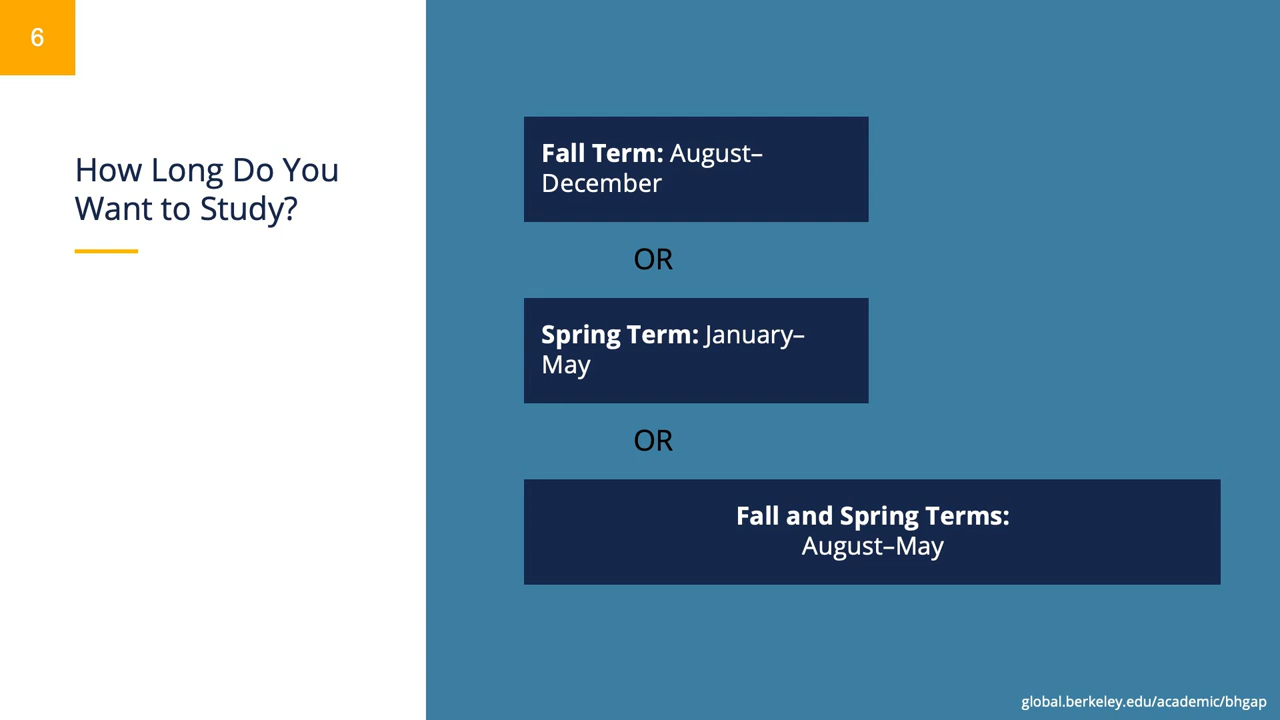 6
How Long Do You
Want to Study?
Fall Term: August–
December
OR
Spring Term: January–
May
OR
Fall and Spring Terms:
August–May
global.berkeley.edu/academic/bhgap